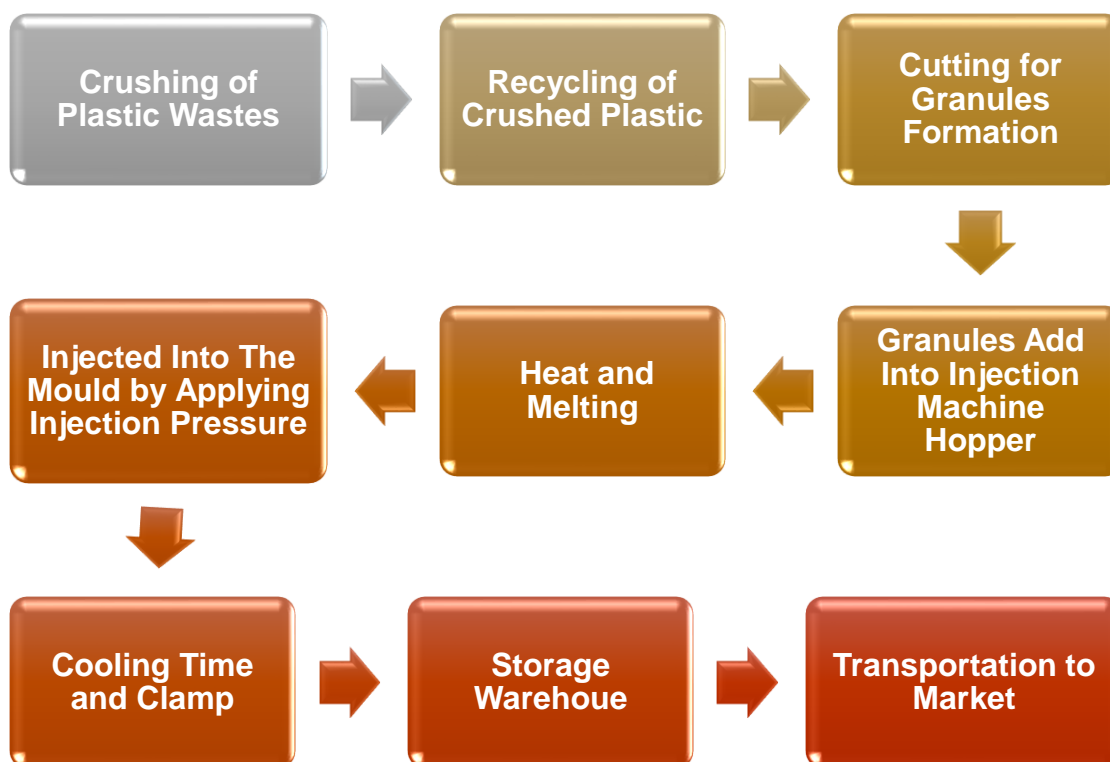 Crushing of
Plastic Wastes
Recycling of
Crushed Plastic
Cutting for
Granules
Formation
Granules Add
Into Injection
Machine
Hopper
Heat and
Melting
Injected Into The
Mould by Applying
Injection Pressure
Cooling Time
and Clamp
Storage
Warehoue
Transportation to
Market